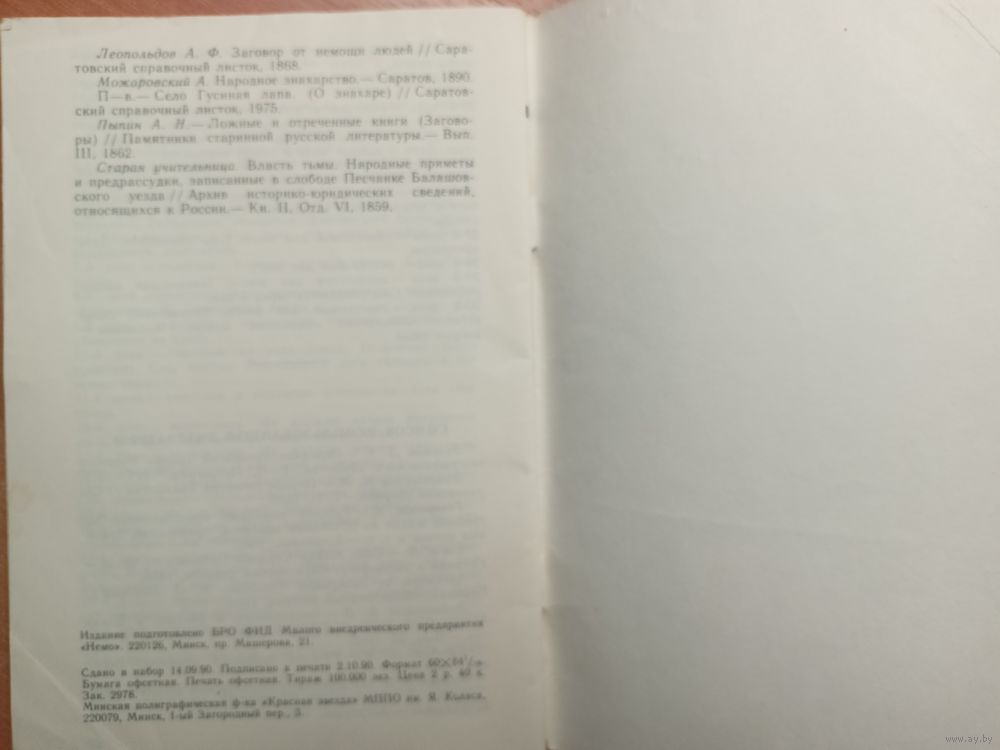 Леопольдов А. Ф. Заговор от немощи людей // Сара-
товский справочный листок, 1868.
Можаровский А. Народное знахарство.— Саратов, 1890.
П—в.— Село Гусиная лапа. (О знахаре) // Саратов-
ский справочный листок, 1975.
Пыпин А. Н.— Ложные и отреченные книги (Загово-
ры) // Памятники старинной русской литературы.— Вып.
III, 1862.
Старая учительница. Власть тьмы. Народные приметы
и предрассудки, записанные в слободе Песчанке Балашов-
ского уезда // Архив историко-юридических сведений,
относящихся к России.— Кн. II, Отд. VI, 1859.
Издание подготовлено БРО ФИД Малого внедренческого предприятия
«Немо». 220126, Минск, пр. Машерова, 21.
Сдано в набор 14.09.90. Подписано к печати 2.10.90. Формат 60×84
Бумага офсетная. Печать офсетная. Тираж 100.000 экз. Цена 2 р. 40 к.
Зак. 2978.
Минская полиграфическая ф-ка «Красная звезда» МППО им. Я. Коласа,
220079, Минск, 1-ый Загородный пер., 3.
www.ay.by